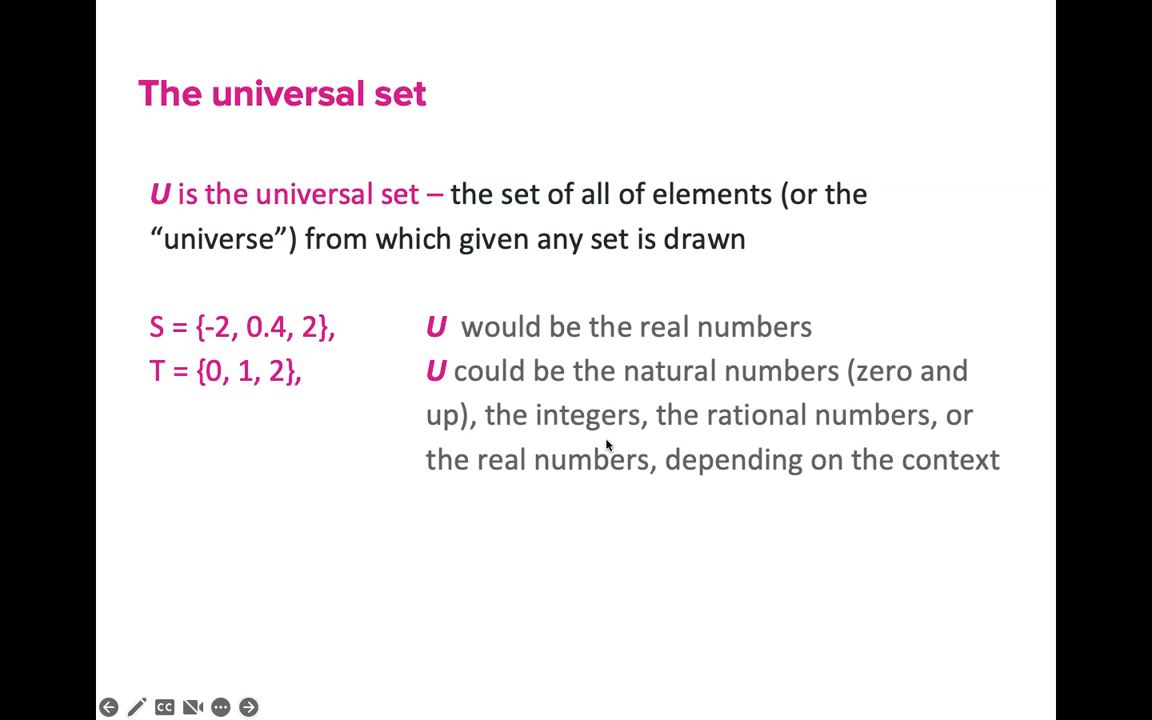 The universal set
U is the universal set – the set of all of elements (or the
“universe”) from which given any set is drawn
S = {-2, 0.4, 2},
U would be the real numbers
T = {0, 1, 2},
U could be the natural numbers (zero and
up), the integers, the rational numbers, or
the real numbers, depending on the context
CC